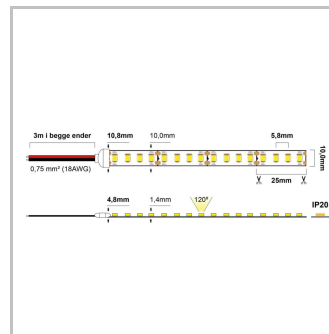 3m i begge ender
10,8mm
10,0mm
5,8mm
0,75 mm² (18AWG)
10,0mm
25mm
4,8mm
1,4mm
120º
IP20